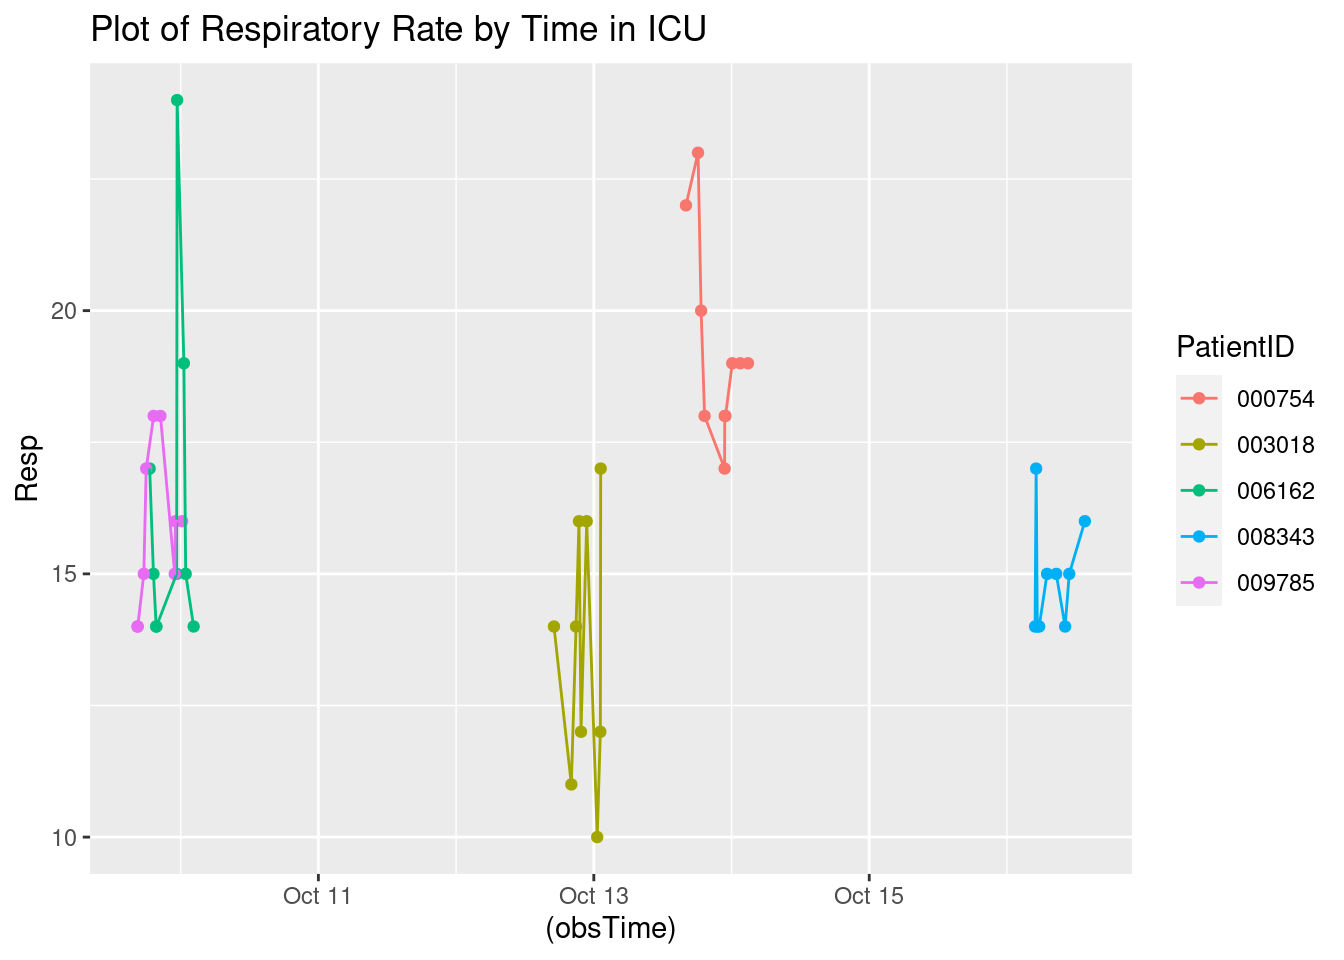 Plot of Respiratory Rate by Time in ICU
Resp
20
15
10
Oct 11
Oct 13
Oct 15
(obsTime)
PatientID
000754
003018
006162
008343
009785